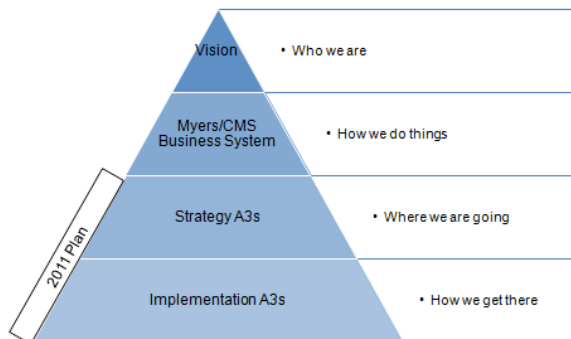 Vision
• Who we are
Myers/CMS
Business System
• How we do things
Strategy A3s
• Where we are going
Implementation A3s
• How we get there
2011 Plan